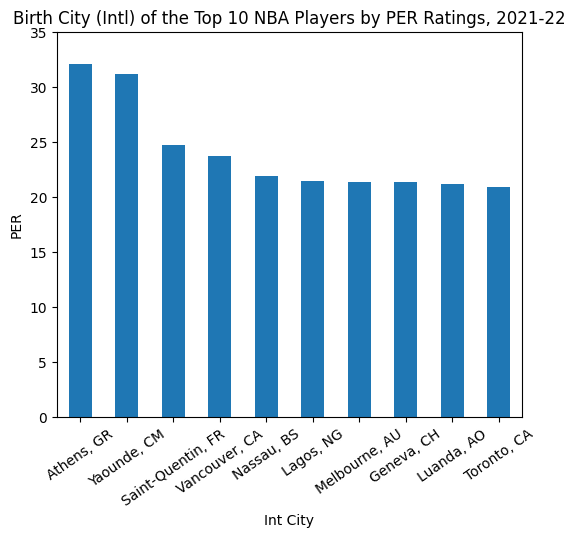 Birth City (Intl) of the Top 10 NBA Players by PER Ratings, 2021-22
35
30
25
20
15
10
5
0
PER
Athens, GR
Yaounde, CM
Saint-Quentin, FR
Vancouver, CA
Nassau, BS
Lagos, NG
Melbourne, AU
Geneva, CH
Luanda, AO
Toronto, CA
Int City